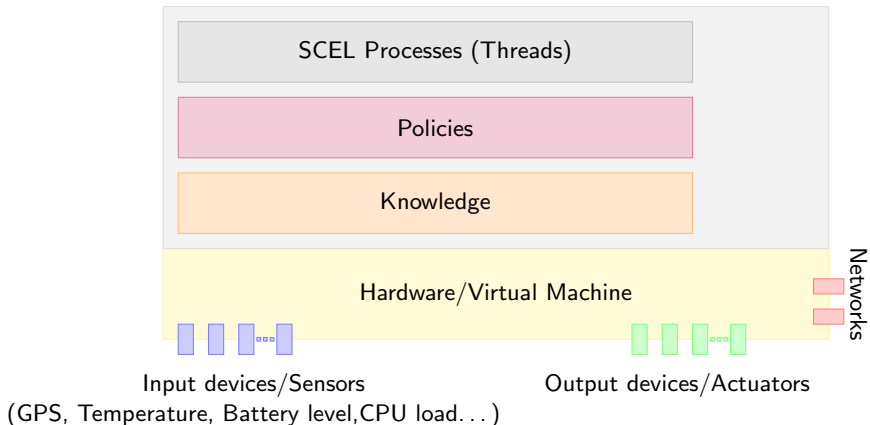 SCEL Processes (Threads)
Policies
Knowledge
Hardware/Virtual Machine
Networks
Input devices/Sensors
(GPS, Temperature, Battery level,CPU load...)
Output devices/Actuators